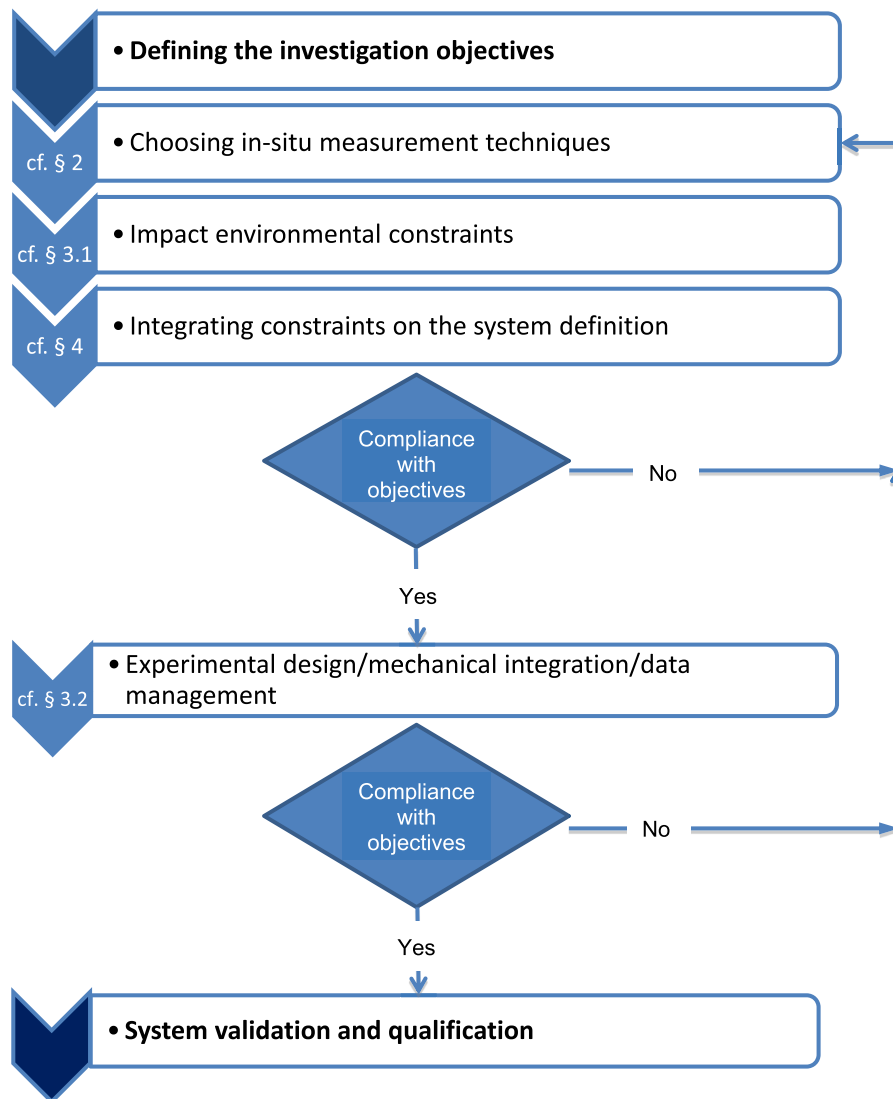 • Defining the investigation objectives
cf. § 2
• Choosing in-situ measurement techniques
cf. § 3.1
• Impact environmental constraints
cf. § 4
• Integrating constraints on the system definition
Compliance
with
objectives
No
Yes
cf. § 3.2
• Experimental design/mechanical integration/data
management
Compliance
with
objectives
No
Yes
• System validation and qualification